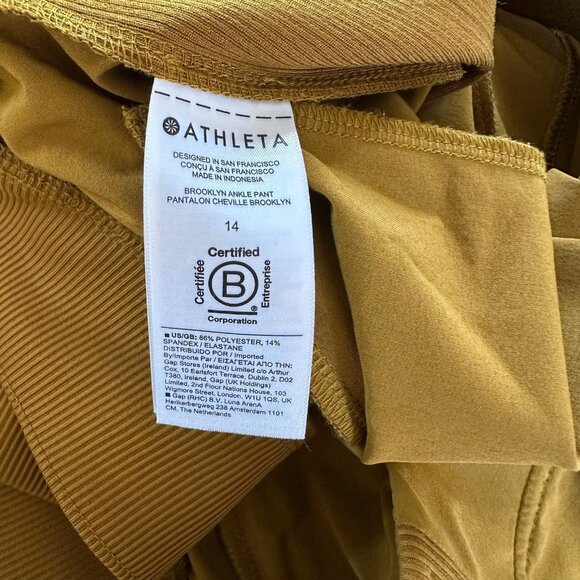 ATHLETA
DESIGNED IN SAN FRANCISCO
CONÇU À SAN FRANCISCO
MADE IN INDONESIA
BROOKLYN ANKLE PANT
PANTALON CHEVILLE BROOKLYN
14
Certified
Certifiée
B
Entreprise
Corporation
US/GB: 86% POLYESTER, 14%
SPANDEX / ELASTANE
DISTRIBUIDO POR / Imported
By/Importe Par / ΕΙΣΑΓΕΤΑΙ ΑΠΟ ΤΗΝ:
Gap Stores (Ireland) Limited c/o Arthur
Cox, 10 Earlsfort Terrace, Dublin 2, D02
T380, Ireland, Gap (UK Holdings)
Limited, 2nd Floor Nations House, 103
Wigmore Street, London, W1U 1QS, UK
Gap (RHC) B.V, Luna ArenA
Herikerbergweg 238 Amsterdam 1101
CM, The Netherlands